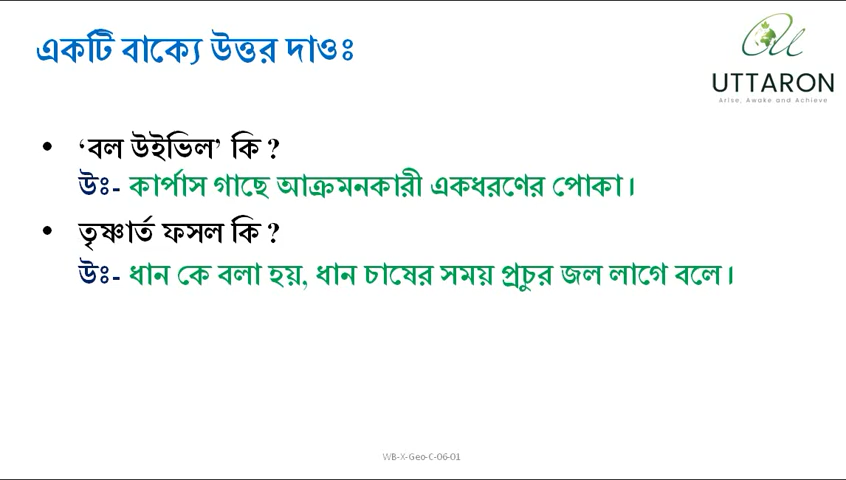 একটি বাক্যে উত্তর দাওঃ
UTTARON
Arise, Awake and Achieve
• ‘বল উইভিল’ কি ?
উঃ- কার্পাস গাছে আক্রমনকারী একধরণের পোকা।
• তৃষ্ণার্ত ফসল কি ?
উঃ- ধান কে বলা হয়, ধান চাষের সময় প্রচুর জল লাগে বলে।
WB-X-Geo-C-06-01